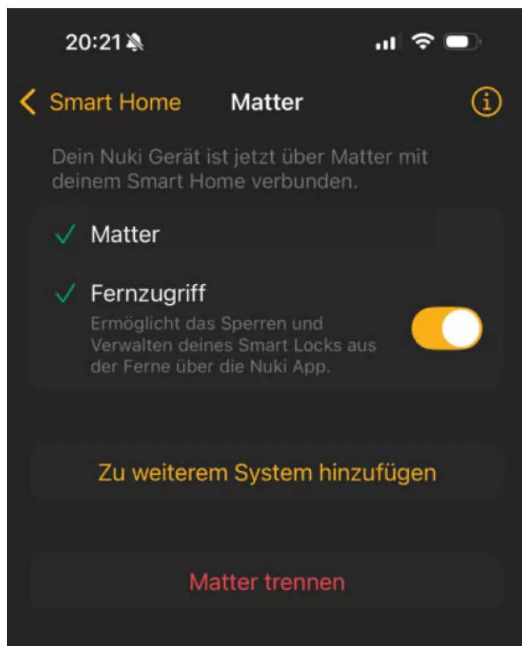 20:21
Smart Home
Matter
Dein Nuki Gerät ist jetzt über Matter mit
deinem Smart Home verbunden.
Matter
Fernzugriff
Ermöglicht das Sperren und
Verwalten deines Smart Locks aus
der Ferne über die Nuki App.
Zu weiterem System hinzufügen
Matter trennen